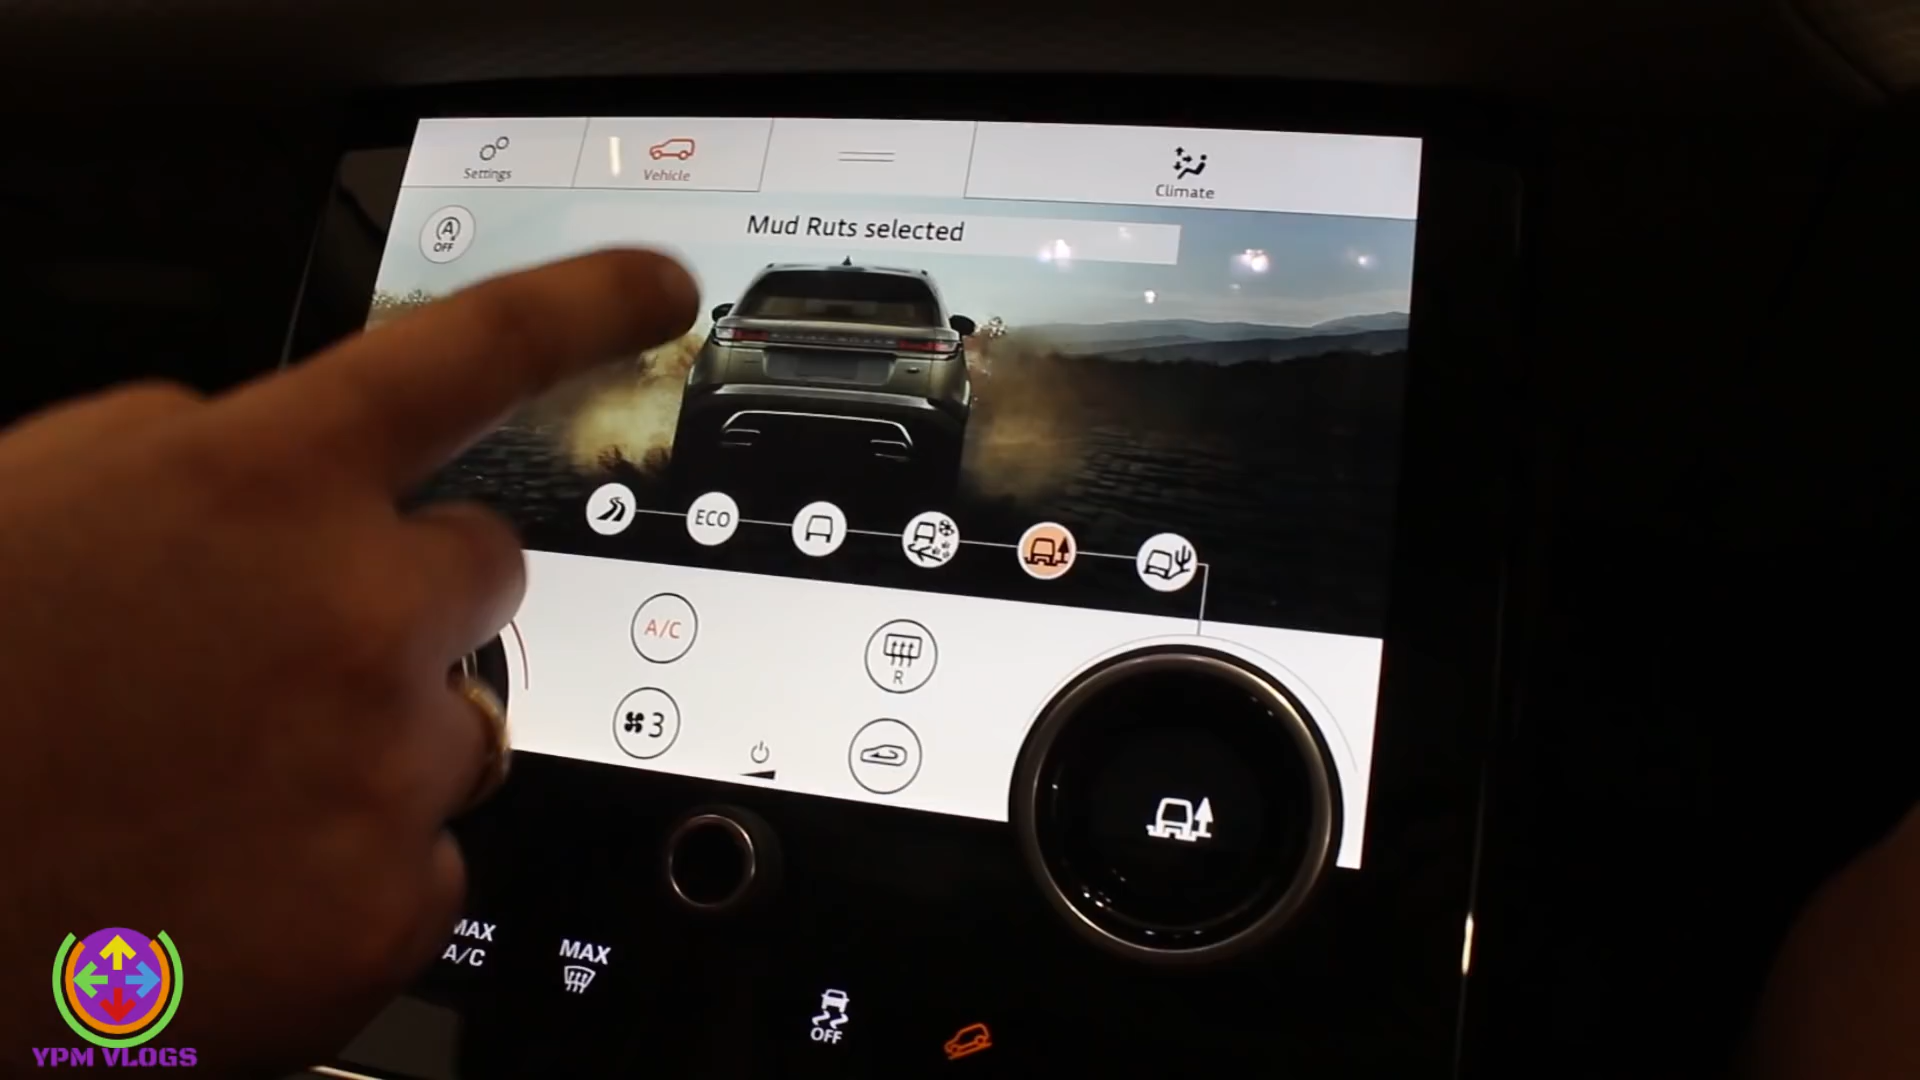 Settings
Vehicle
Climate
A
OFF
Mud Ruts selected
ECO
A/C
R
3
MAX
A/C
MAX
OFF
YPM VLOGS